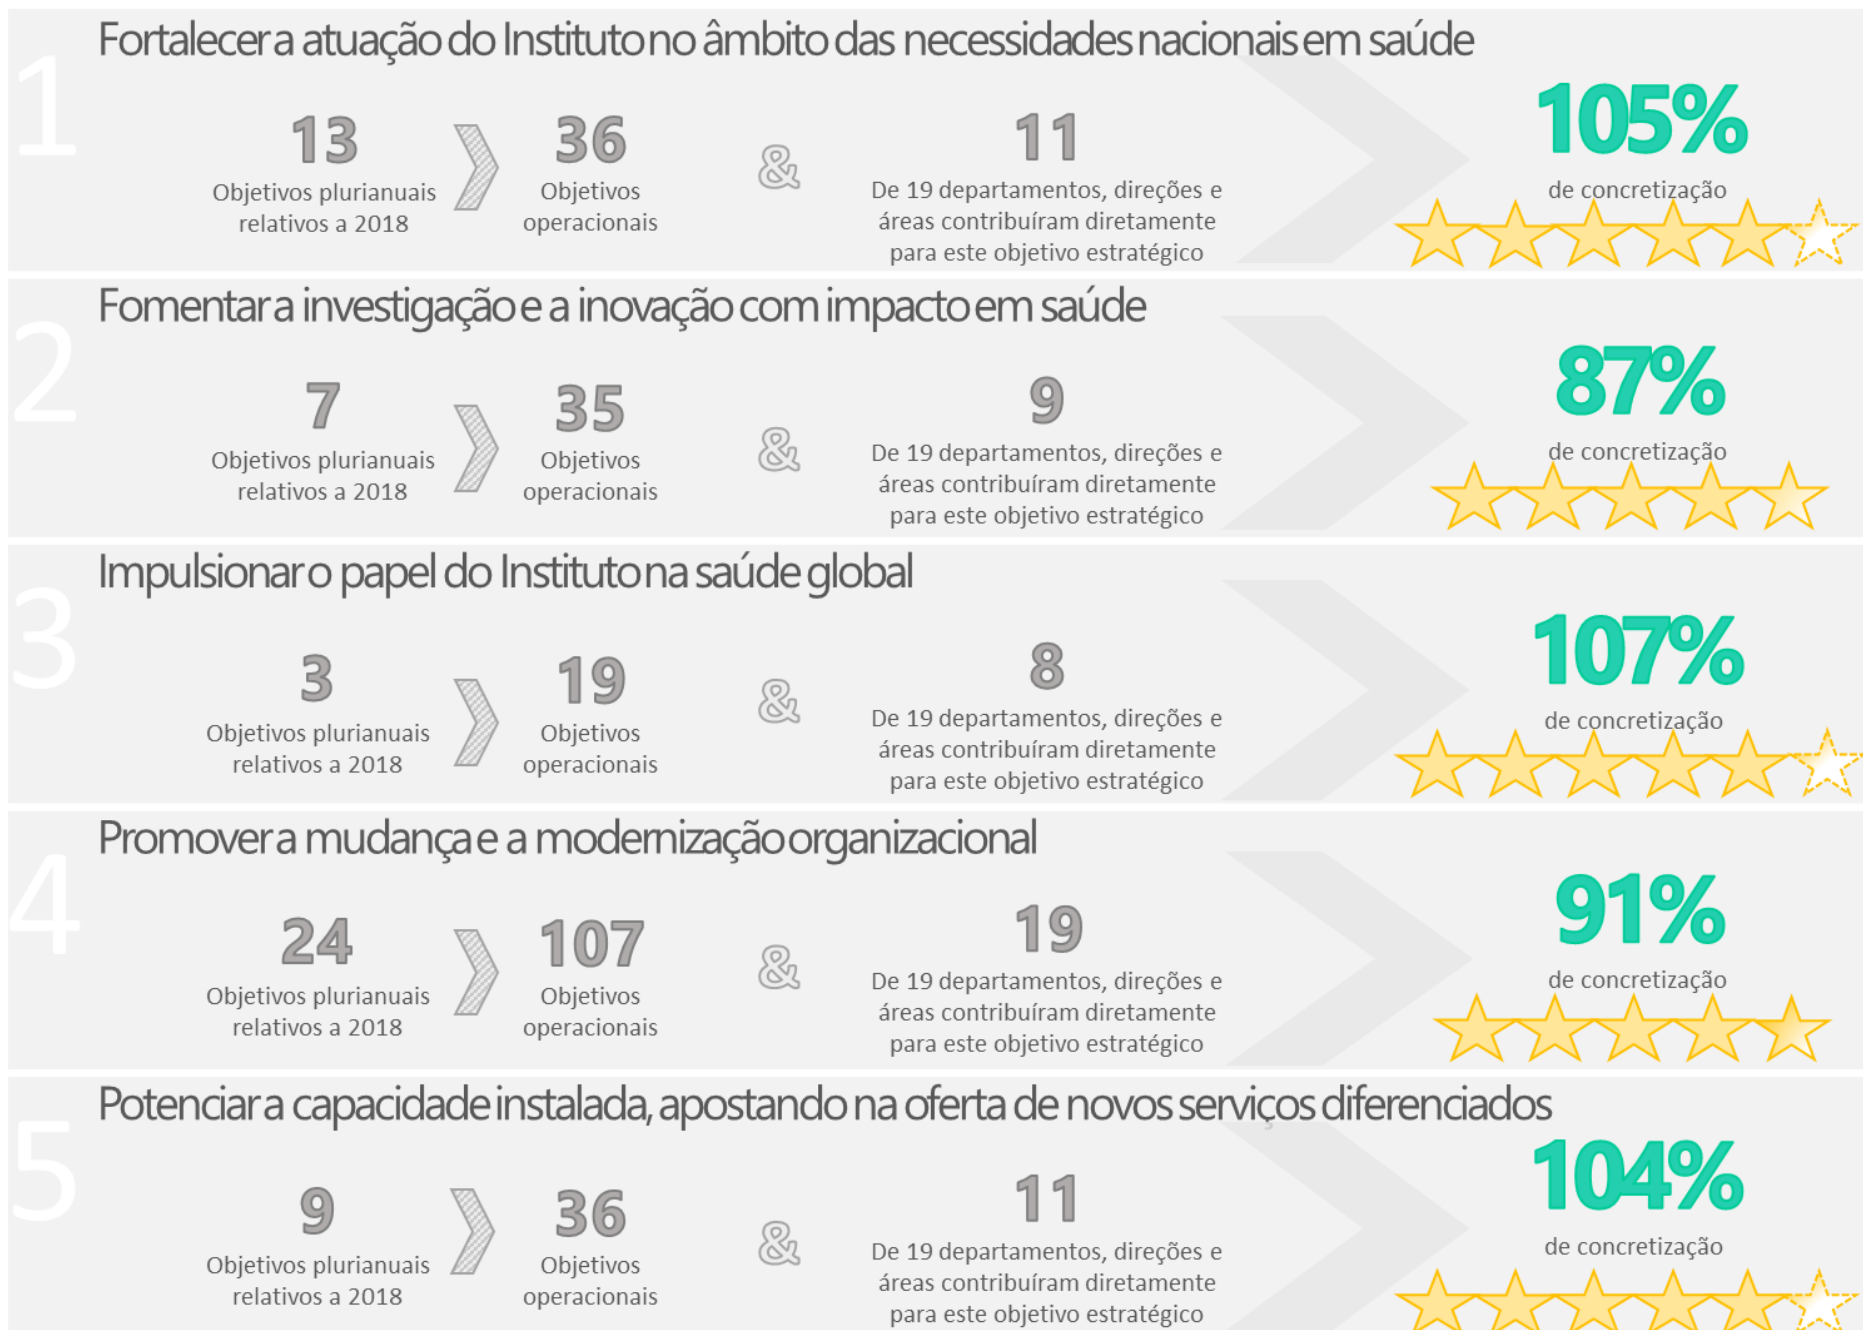 1
Fortalecer a atuação do Instituto no âmbito das necessidades nacionais em saúde
13
Objetivos plurianuais
relativos a 2018
36
Objetivos
operacionais
&
11
De 19 departamentos, direções e
áreas contribuíram diretamente
para este objetivo estratégico
105%
de concretização
2
Fomentar a investigação e a inovação com impacto em saúde
7
Objetivos plurianuais
relativos a 2018
35
Objetivos
operacionais
&
9
De 19 departamentos, direções e
áreas contribuíram diretamente
para este objetivo estratégico
87%
de concretização
3
Impulsionar o papel do Instituto na saúde global
3
Objetivos plurianuais
relativos a 2018
19
Objetivos
operacionais
&
8
De 19 departamentos, direções e
áreas contribuíram diretamente
para este objetivo estratégico
107%
de concretização
4
Promover a mudança e a modernização organizacional
24
Objetivos plurianuais
relativos a 2018
107
Objetivos
operacionais
&
19
De 19 departamentos, direções e
áreas contribuíram diretamente
para este objetivo estratégico
91%
de concretização
5
Potenciar a capacidade instalada, apostando na oferta de novos serviços diferenciados
9
Objetivos plurianuais
relativos a 2018
36
Objetivos
operacionais
&
11
De 19 departamentos, direções e
áreas contribuíram diretamente
para este objetivo estratégico
104%
de concretização